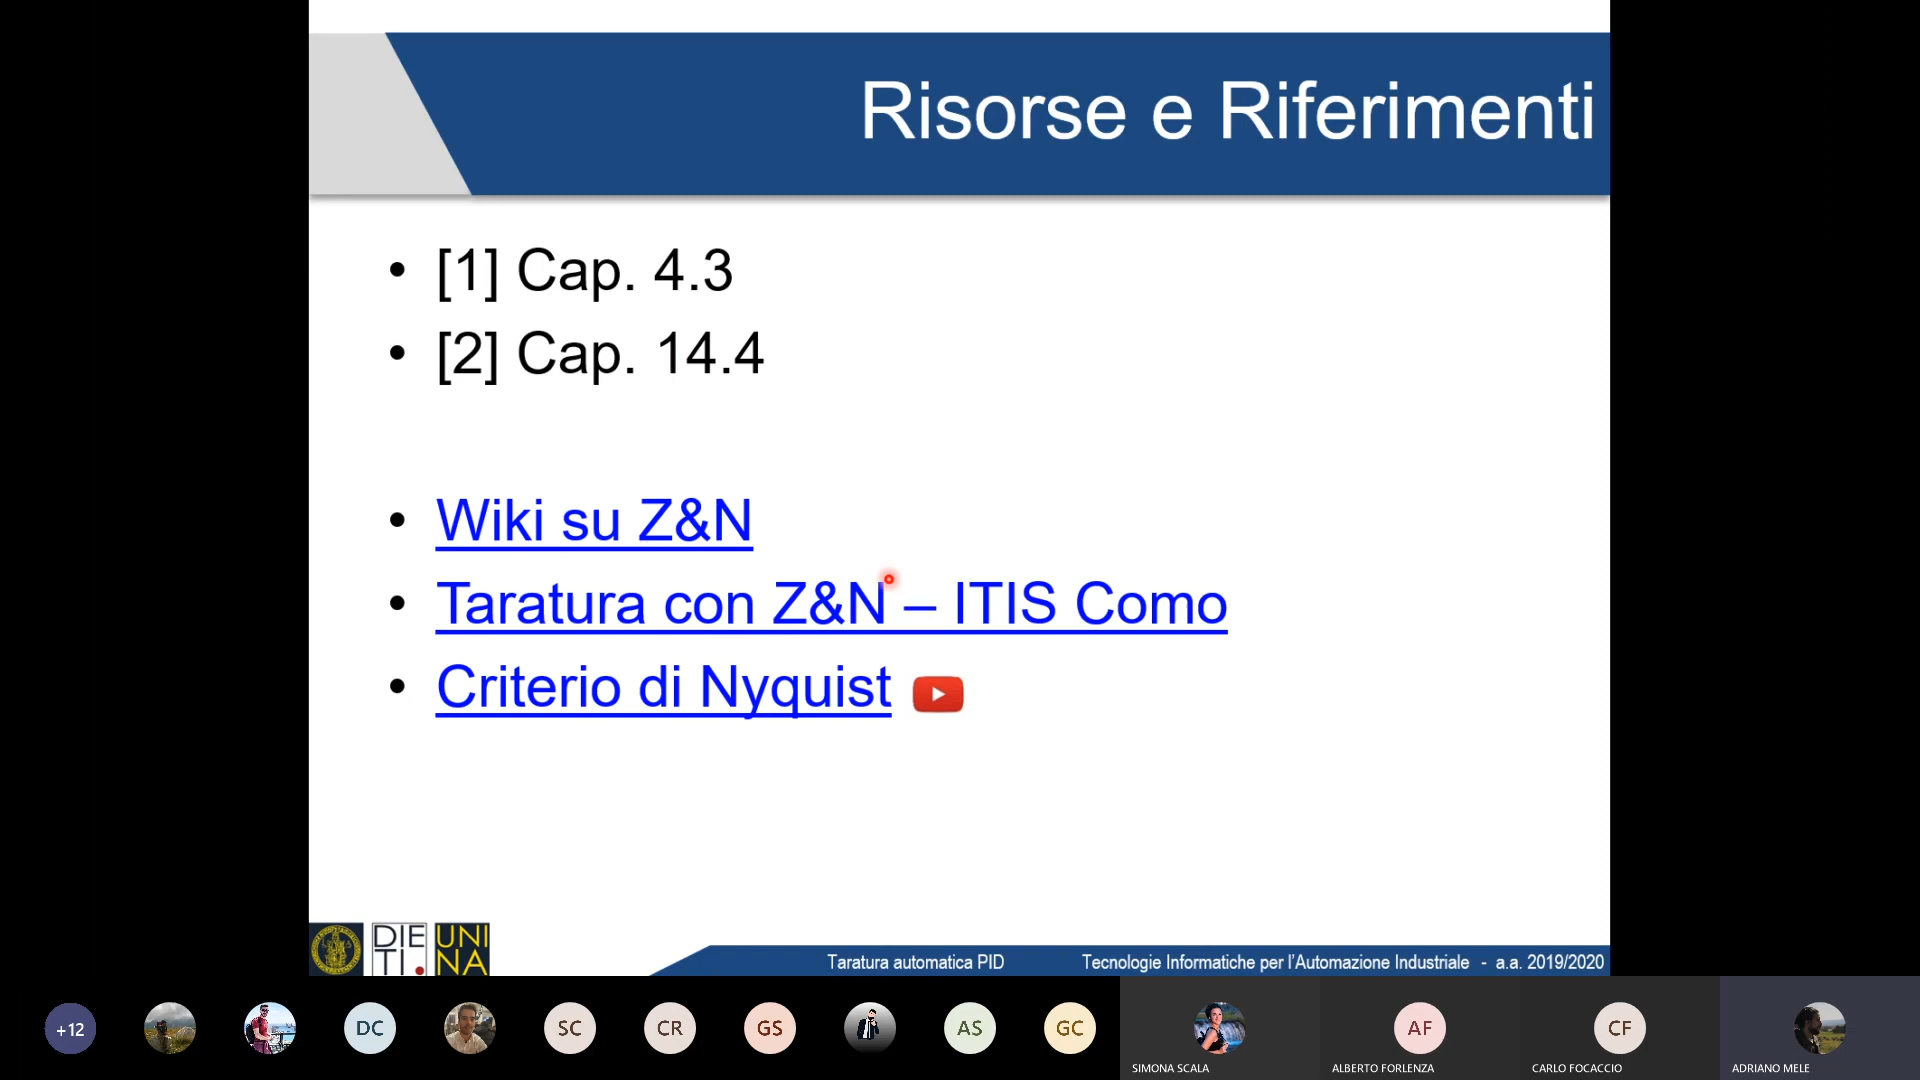 Risorse e Riferimenti
• [1] Cap. 4.3
• [2] Cap. 14.4
• Wiki su Z&N
• Taratura con Z&N – ITIS Como
• Criterio di Nyquist
DIE
TI.
UNI
NA
Taratura automatica PID
Tecnologie Informatiche per l’Automazione Industriale - a.a. 2019/2020
+12
DC
SC
CR
GS
AS
GC
AF
CF
SIMONA SCALA
ALBERTO FORLENZA
CARLO FOCACCIO
ADRIANO MELE